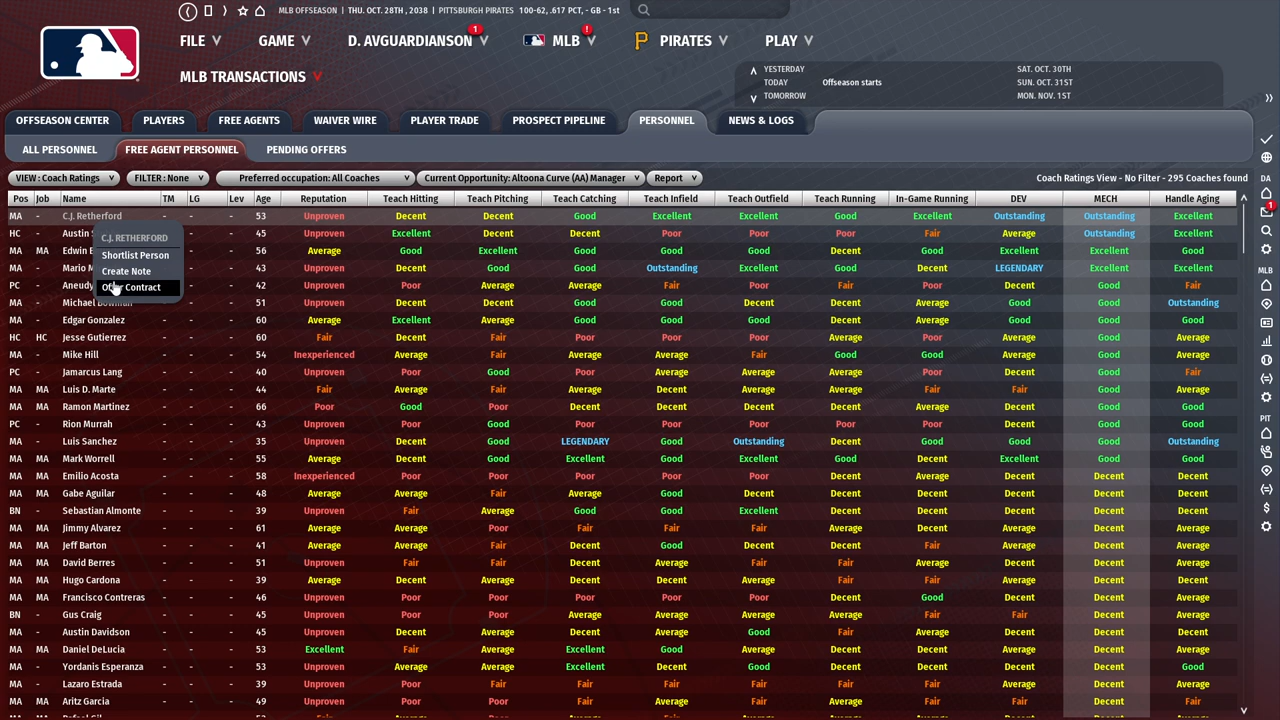 MLB OFFSEASON | THU. OCT. 28TH , 2038 | PITTSBURGH PIRATES 100-62, .617 PCT, - GB - 1st
FILE GAME D. AVGUARDIANSON 1 MLB ! P PIRATES PLAY
MLB TRANSACTIONS
YESTERDAY SAT. OCT. 30TH
TODAY Offseason starts SUN. OCT. 31ST
TOMORROW MON. NOV. 1ST
OFFSEASON CENTER PLAYERS FREE AGENTS WAIVER WIRE PLAYER TRADE PROSPECT PIPELINE PERSONNEL NEWS & LOGS
ALL PERSONNEL FREE AGENT PERSONNEL PENDING OFFERS
VIEW : Coach Ratings FILTER : None Preferred occupation: All Coaches Current Opportunity: Altoona Curve (AA) Manager Report Coach Ratings View - No Filter - 295 Coaches found
Pos Job Name TM LG Lev Age Reputation Teach Hitting Teach Pitching Teach Catching Teach Infield Teach Outfield Teach Running In-Game Running DEV MECH Handle Aging
MA - C.J. Retherford - - - 53 Unproven Decent Decent Good Excellent Excellent Good Excellent Outstanding Outstanding Excellent
HC - Austin - - - 45 Unproven Excellent Decent Decent Poor Poor Poor Fair Average Outstanding Excellent
MA MA Edwin - - - 56 Average Good Excellent Good Good Good Decent Good Excellent Excellent Excellent
MA - Mario - - - 43 Unproven Decent Good Good Outstanding Excellent Good Decent LEGENDARY Excellent Excellent
PC - Aneudy - - - 42 Unproven Poor Average Average Fair Poor Fair Poor Decent Good Fair
MA - Michael Bowman - - - 51 Unproven Decent Decent Good Good Decent Good Average Average Good Outstanding
MA - Edgar Gonzalez - - - 60 Average Excellent Average Good Good Good Decent Average Good Good Good
HC HC Jesse Gutierrez - - - 60 Fair Decent Fair Poor Poor Poor Average Poor Average Good Average
MA - Mike Hill - - - 54 Inexperienced Average Fair Average Average Fair Good Good Average Good Average
PC - Jamarcus Lang - - - 40 Unproven Poor Good Poor Average Average Average Poor Decent Good Fair
MA MA Luis D. Marte - - - 44 Fair Average Fair Average Decent Average Average Fair Fair Good Average
MA MA Ramon Martinez - - - 66 Poor Good Poor Decent Decent Decent Decent Average Decent Good Good
PC - Rion Murrah - - - 43 Unproven Poor Good Poor Poor Poor Poor Poor Decent Good Decent
MA - Luis Sanchez - - - 35 Unproven Decent Good LEGENDARY Good Outstanding Decent Good Good Good Outstanding
MA MA Mark Worrell - - - 55 Average Decent Good Excellent Good Excellent Good Decent Excellent Good Good
MA MA Emilio Acosta - - - 58 Inexperienced Poor Fair Poor Poor Poor Decent Decent Decent Decent Decent
MA MA Gabe Aguilar - - - 48 Average Average Fair Average Good Decent Average Decent Average Decent Decent
BN - Sebastian Almonte - - - 39 Unproven Fair Average Good Good Excellent Decent Decent Decent Decent Decent
MA MA Jimmy Alvarez - - - 61 Average Average Poor Fair Fair Fair Average Decent Average Decent Average
MA MA Jeff Barton - - - 41 Average Average Fair Decent Good Decent Decent Fair Average Decent Average
MA MA David Berres - - - 51 Unproven Fair Fair Decent Average Fair Fair Average Decent Decent Average
MA MA Hugo Cardona - - - 39 Average Decent Average Decent Average Decent Fair Fair Average Decent Average
MA MA Francisco Contreras - - - 46 Unproven Poor Poor Poor Poor Poor Decent Good Decent Decent Decent
BN - Gus Craig - - - 45 Unproven Poor Poor Average Average Average Average Fair Fair Decent Average
MA - Austin Davidson - - - 45 Unproven Decent Average Decent Average Good Fair Average Decent Decent Decent
MA MA Daniel DeLucia - - - 53 Excellent Fair Average Excellent Good Average Decent Average Decent Decent Average
MA - Yordanis Esperanza - - - 53 Unproven Average Average Excellent Decent Good Decent Average Decent Decent Good
MA - Lazaro Estrada - - - 39 Unproven Poor Fair Fair Fair Fair Fair Fair Average Decent Average
MA MA Aritz Garcia - - - 49 Unproven Poor Poor Fair Average Fair Average Average Average Decent Fair
C.J. RETHERFORD
Shortlist Person
Create Note
Offer Contract
DA
1
MLB
PIT